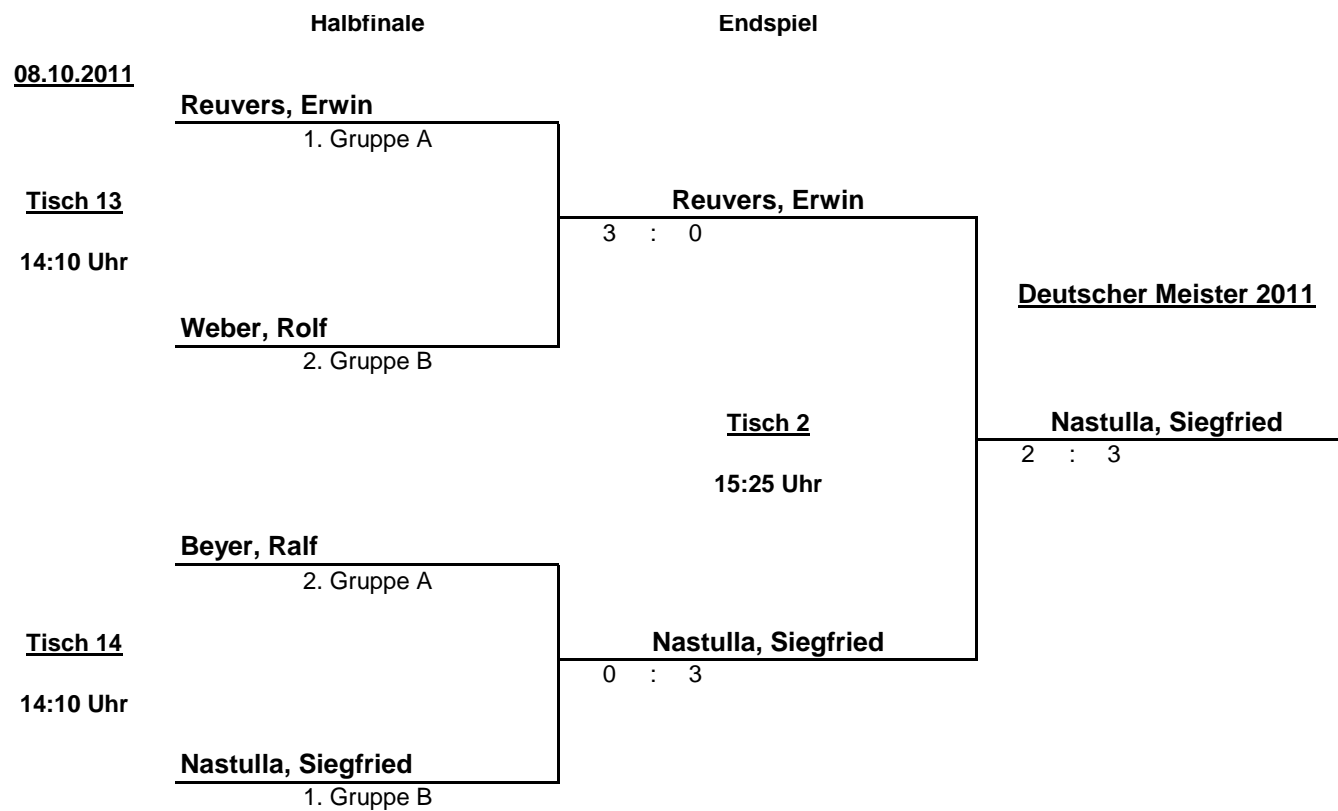 Halbfinale Endspiel
08.10.2011
Reuvers, Erwin
1. Gruppe A
Tisch 13 Reuvers, Erwin
3 : 0
14:10 Uhr
Deutscher Meister 2011
Weber, Rolf
2. Gruppe B
Tisch 2 Nastulla, Siegfried
2 : 3
15:25 Uhr
Beyer, Ralf
2. Gruppe A
Tisch 14 Nastulla, Siegfried
0 : 3
14:10 Uhr
Nastulla, Siegfried
1. Gruppe B